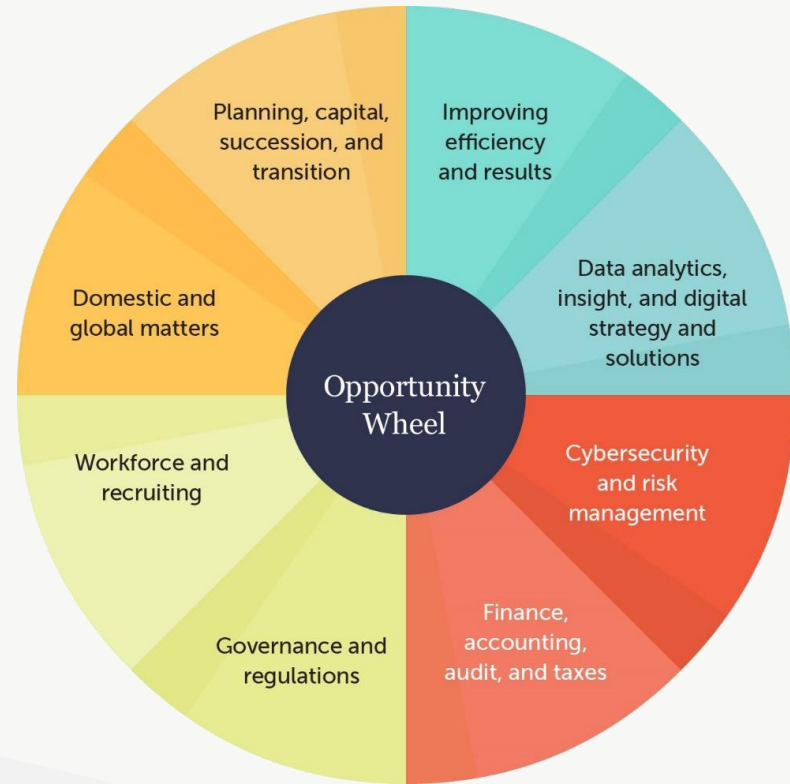 Planning, capital,
succession, and
transition
Improving
efficiency
and results
Data analytics,
insight, and digital
strategy and
solutions
Domestic and
global matters
Opportunity
Wheel
Cybersecurity
and risk
management
Workforce and
recruiting
Finance,
accounting,
audit, and taxes
Governance and
regulations